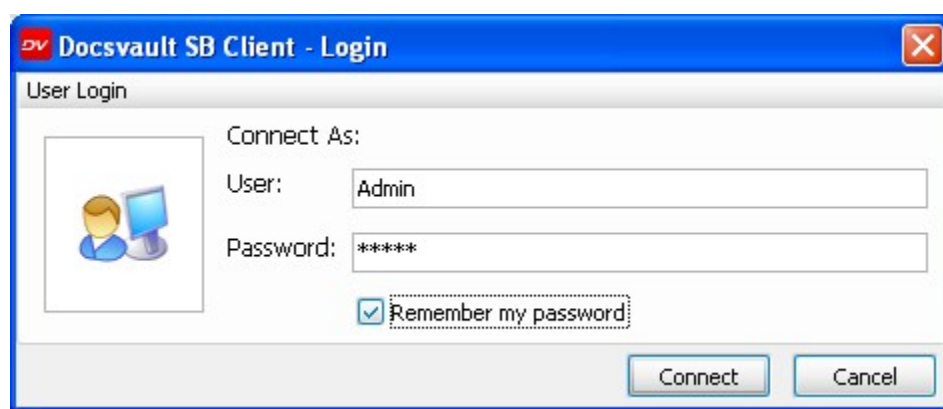 DV Docsvault SB Client - Login
User Login
Connect As:
User: Admin
Password: *****
Remember my password
Connect Cancel